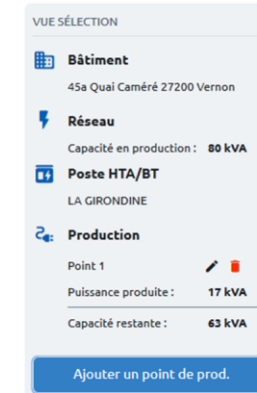 VUE SÉLECTION
Bâtiment
45a Quai Caméré 27200 Vernon
Réseau
Capacité en production : 80 kVA
Poste HTA/BT
LA GIRONDINE
Production
Point 1
Puissance produite : 17 kVA
Capacité restante : 63 kVA
Ajouter un point de prod.